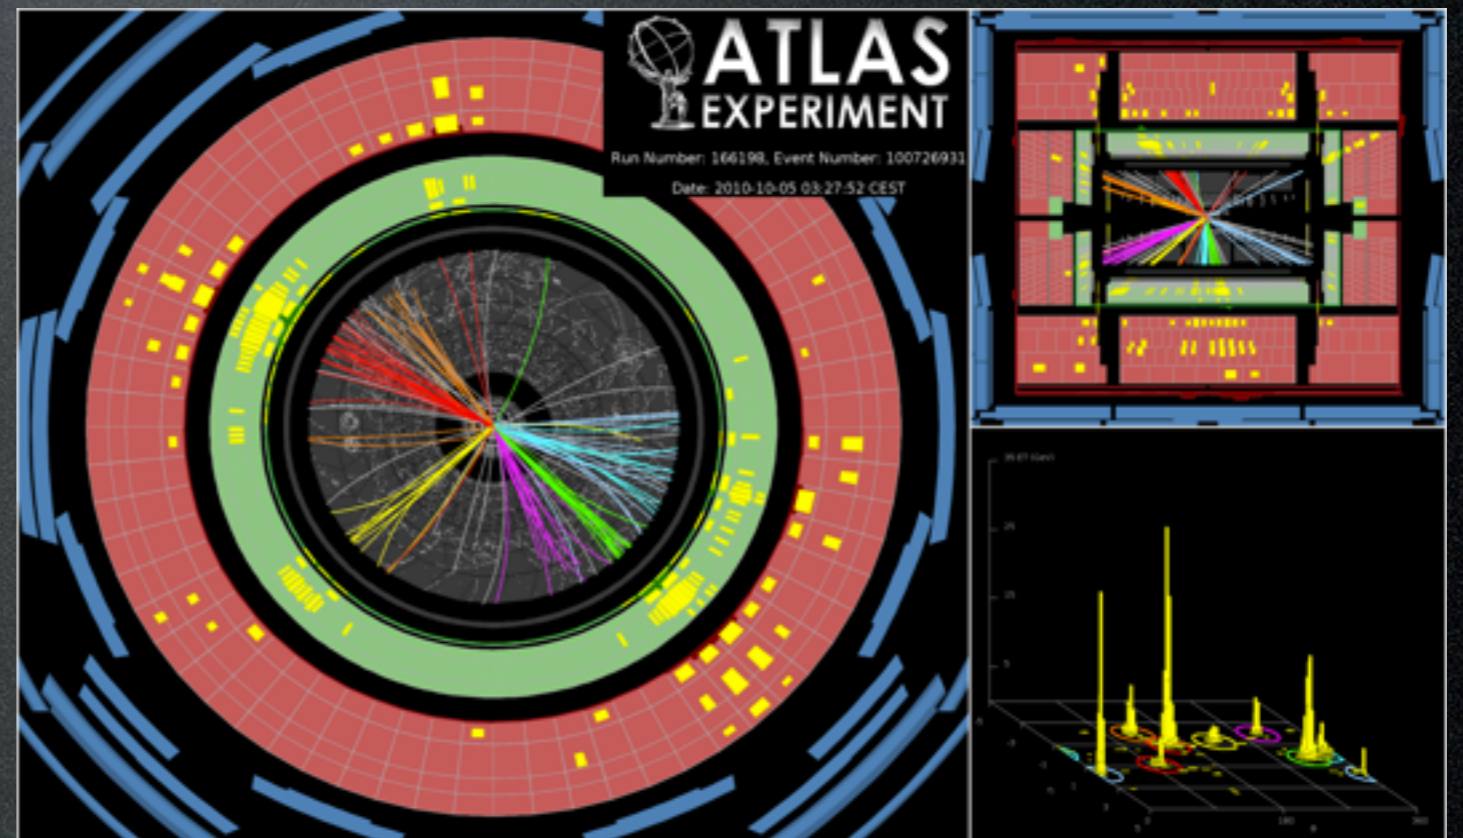 ATLAS
EXPERIMENT
Run Number: 166198, Event Number: 100726931
Date: 2010-10-05 03:27:52 CEST